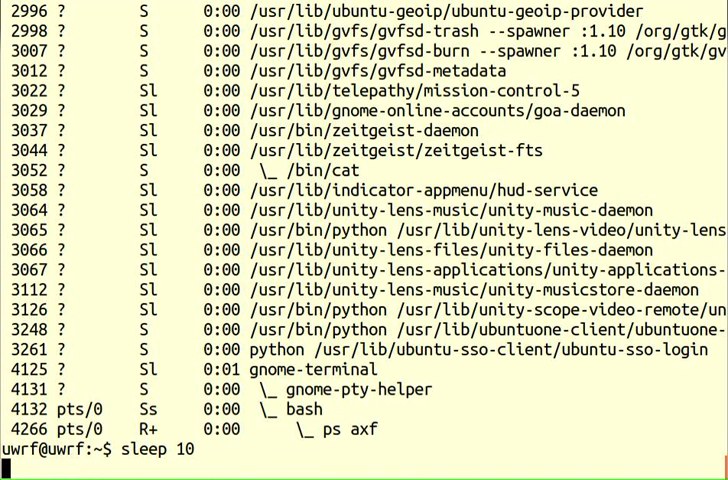 2996 ? S 0:00 /usr/lib/ubuntu-geoip/ubuntu-geoip-provider
2998 ? S 0:00 /usr/lib/gvfs/gvfsd-trash --spawner :1.10 /org/gtk/g
3007 ? S 0:00 /usr/lib/gvfs/gvfsd-burn --spawner :1.10 /org/gtk/gv
3012 ? S 0:00 /usr/lib/gvfs/gvfsd-metadata
3022 ? Sl 0:00 /usr/lib/telepathy/mission-control-5
3029 ? Sl 0:00 /usr/lib/gnome-online-accounts/goa-daemon
3037 ? Sl 0:00 /usr/bin/zeitgeist-daemon
3044 ? Sl 0:00 /usr/lib/zeitgeist/zeitgeist-fts
3052 ? S 0:00 \_ /bin/cat
3058 ? Sl 0:00 /usr/lib/indicator-appmenu/hud-service
3064 ? Sl 0:00 /usr/lib/unity-lens-music/unity-music-daemon
3065 ? Sl 0:00 /usr/bin/python /usr/lib/unity-lens-video/unity-lens
3066 ? Sl 0:00 /usr/lib/unity-lens-files/unity-files-daemon
3067 ? Sl 0:00 /usr/lib/unity-lens-applications/unity-applications-
3112 ? Sl 0:00 /usr/lib/unity-lens-music/unity-musicstore-daemon
3126 ? Sl 0:00 /usr/bin/python /usr/lib/unity-scope-video-remote/un
3248 ? S 0:00 /usr/bin/python /usr/lib/ubuntuone-client/ubuntuone-
3261 ? S 0:00 python /usr/lib/ubuntu-sso-client/ubuntu-sso-login
4125 ? Sl 0:01 gnome-terminal
4131 ? S 0:00 \_ gnome-pty-helper
4132 pts/0 Ss 0:00 \_ bash
4266 pts/0 R+ 0:00 \_ ps axf
uwrf@uwrf:~$ sleep 10